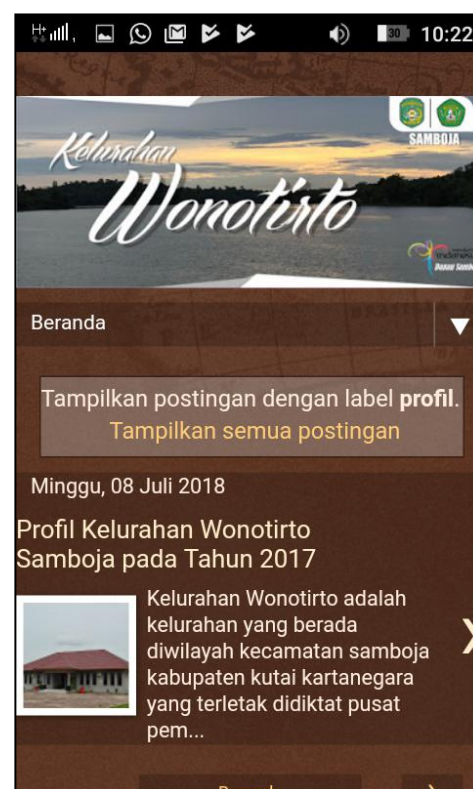 H+
30
10:22
SAMBOJA
Kelurahan
Wonotirto
Beranda
Tampilkan postingan dengan label profil.
Tampilkan semua postingan
Minggu, 08 Juli 2018
Profil Kelurahan Wonotirto
Samboja pada Tahun 2017
Kelurahan Wonotirto adalah
kelurahan yang berada
diwilayah kecamatan samboja
kabupaten kutai kartanegara
yang terletak didiktat pusat
pem...